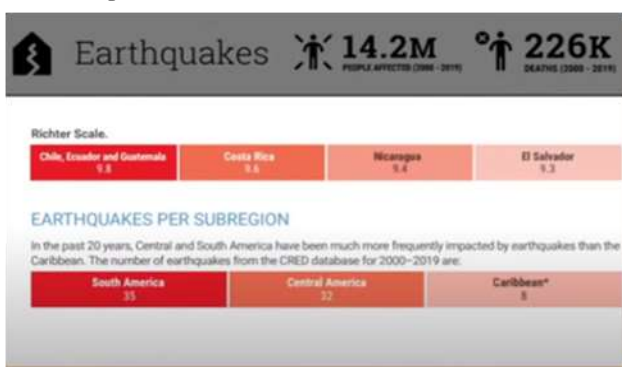 Earthquakes
14.2M
PEOPLE AFFECTED (2000 - 2019)
226K
DEATHS (2000 - 2019)
Richter Scale.
Chile, Ecuador and Guatemala
9.8
Costa Rica
9.6
Nicaragua
9.4
El Salvador
9.3
EARTHQUAKES PER SUBREGION
In the past 20 years, Central and South America have been much more frequently impacted by earthquakes than the
Caribbean. The number of earthquakes from the CRED database for 2000–2019 are:
South America
35
Central America
32
Caribbean*
8